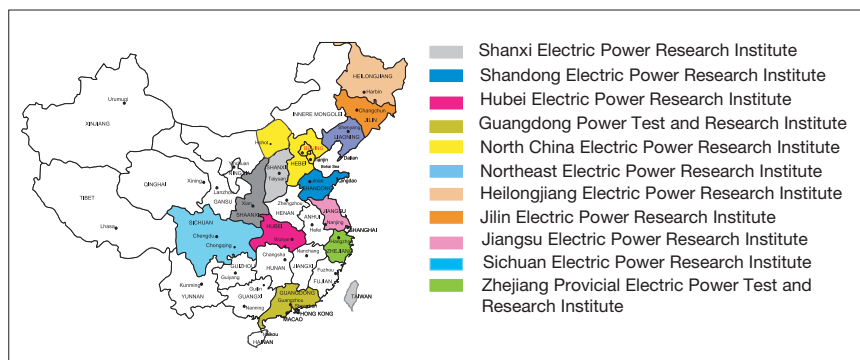 Shanxi Electric Power Research Institute
Shandong Electric Power Research Institute
Hubei Electric Power Research Institute
Guangdong Power Test and Research Institute
North China Electric Power Research Institute
Northeast Electric Power Research Institute
Heilongjiang Electric Power Research Institute
Jilin Electric Power Research Institute
Jiangsu Electric Power Research Institute
Sichuan Electric Power Research Institute
Zhejiang Provicial Electric Power Test and
Research Institute
HEILONGJIANG
Harbin
Changchun
JILIN
Urumuqi
INNERE MONGOLEI
Shenyang
LIAONING
XINJIANG
Hohot
BEIJING
Tianjin
Dalian
HEBEI
Bohai Sea
SHANXI
Taiyuan
QINGHAI
Xining
SHANDONG
Lanzhou
GANSU
TIBET
Xian
Zhengzhou
HENAN
JIANGSU
SHAANXI
ANHUI
Nanjing
SHANGHAI
SICHUAN
HUBEI
Hefei
Lhasa
Chengdu
Wuhan
Hangzhou
Chongqing
ZHEJIANG
Changsha
Nanchang
GUIZHOU
HUNAN
JIANGXI
Guiyang
Fuzhou
Kunming
FUJIAN
YUNNAN
Guilin
GUANGXI
GUANGDONG
Guangzhou
TAIWAN
Nanning
HONG KONG
MACAO
HAINAN